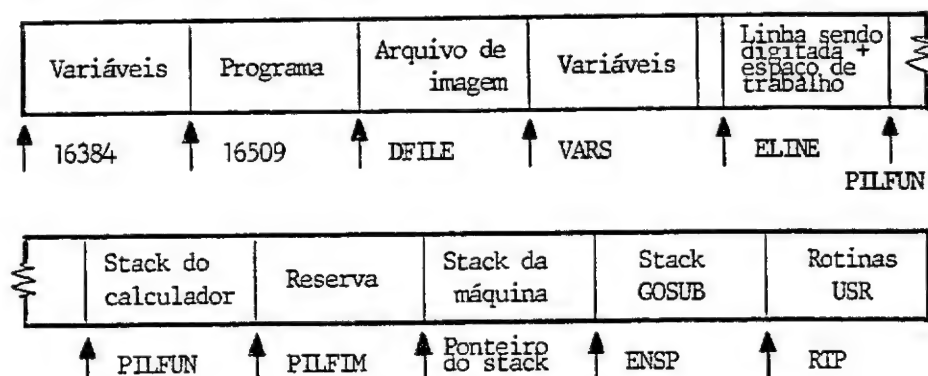 Variáveis
Programa
Arquivo de
imagem
Variáveis
Linha sendo
digitada +
espaço de
trabalho
16384
16509
DFILE
VARS
ELINE
PILFUN
Stack do
calculador
Reserva
Stack da
máquina
Stack
GOSUB
Rotinas
USR
PILFUN
PILFIM
Ponteiro
do stack
ENSP
RTP